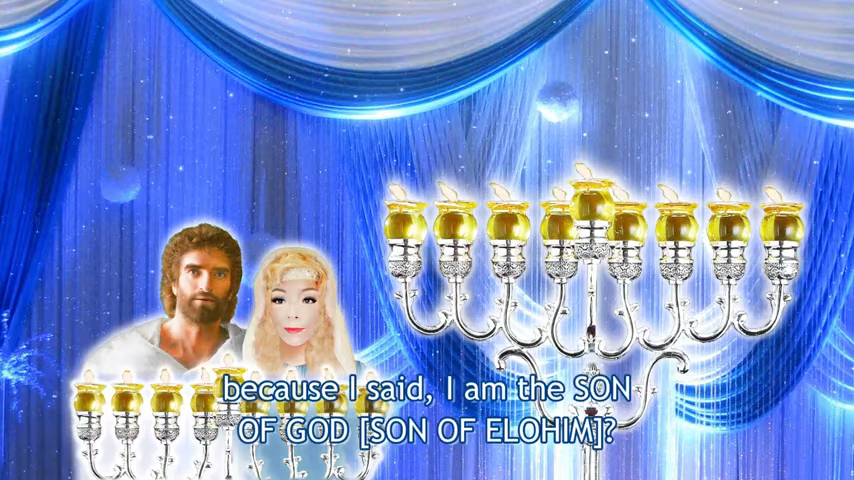 because I said, I am the SON
OF GOD [SON OF ELOHIM]?